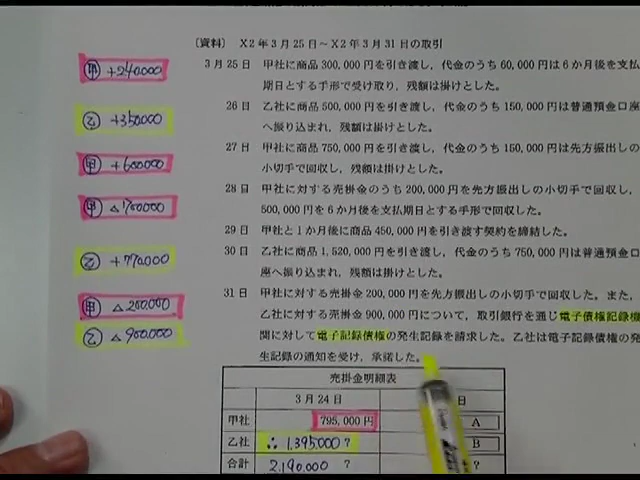 〔資料〕 X2年3月25日～X2年3月31日の取引
甲 +240,000
3月25日 甲社に商品300,000円を引き渡し、代金のうち60,000円は6か月後を支払
期日とする手形で受け取り、残額は掛けとした。
乙 +350,000
26日 乙社に商品500,000円を引き渡し、代金のうち150,000円は普通預金口座
へ振り込まれ、残額は掛けとした。
甲 +600,000
27日 甲社に商品750,000円を引き渡し、代金のうち150,000円は先方振出しの
小切手で回収し、残額は掛けとした。
甲 △700,000
28日 甲社に対する売掛金のうち200,000円を先方振出しの小切手で回収し、
500,000円を6か月後を支払期日とする手形で回収した。
29日 甲社と1か月後に商品450,000円を引き渡す契約を締結した。
乙 +770,000
30日 乙社に商品1,520,000円を引き渡し、代金のうち750,000円は普通預金口
座へ振り込まれ、残額は掛けとした。
甲 △200,000
31日 甲社に対する売掛金200,000円を先方振出しの小切手で回収した。また、
乙社に対する売掛金900,000円について、取引銀行を通じ電子債権記録機
乙 △900,000
関に対して電子記録債権の発生記録を請求した。乙社は電子記録債権の発
生記録の通知を受け、承諾した。
売掛金明細表
3月24日 日
甲社 795,000円 A
乙社 ∴1,395,000 ? B
合計 2,190,000 ? ?